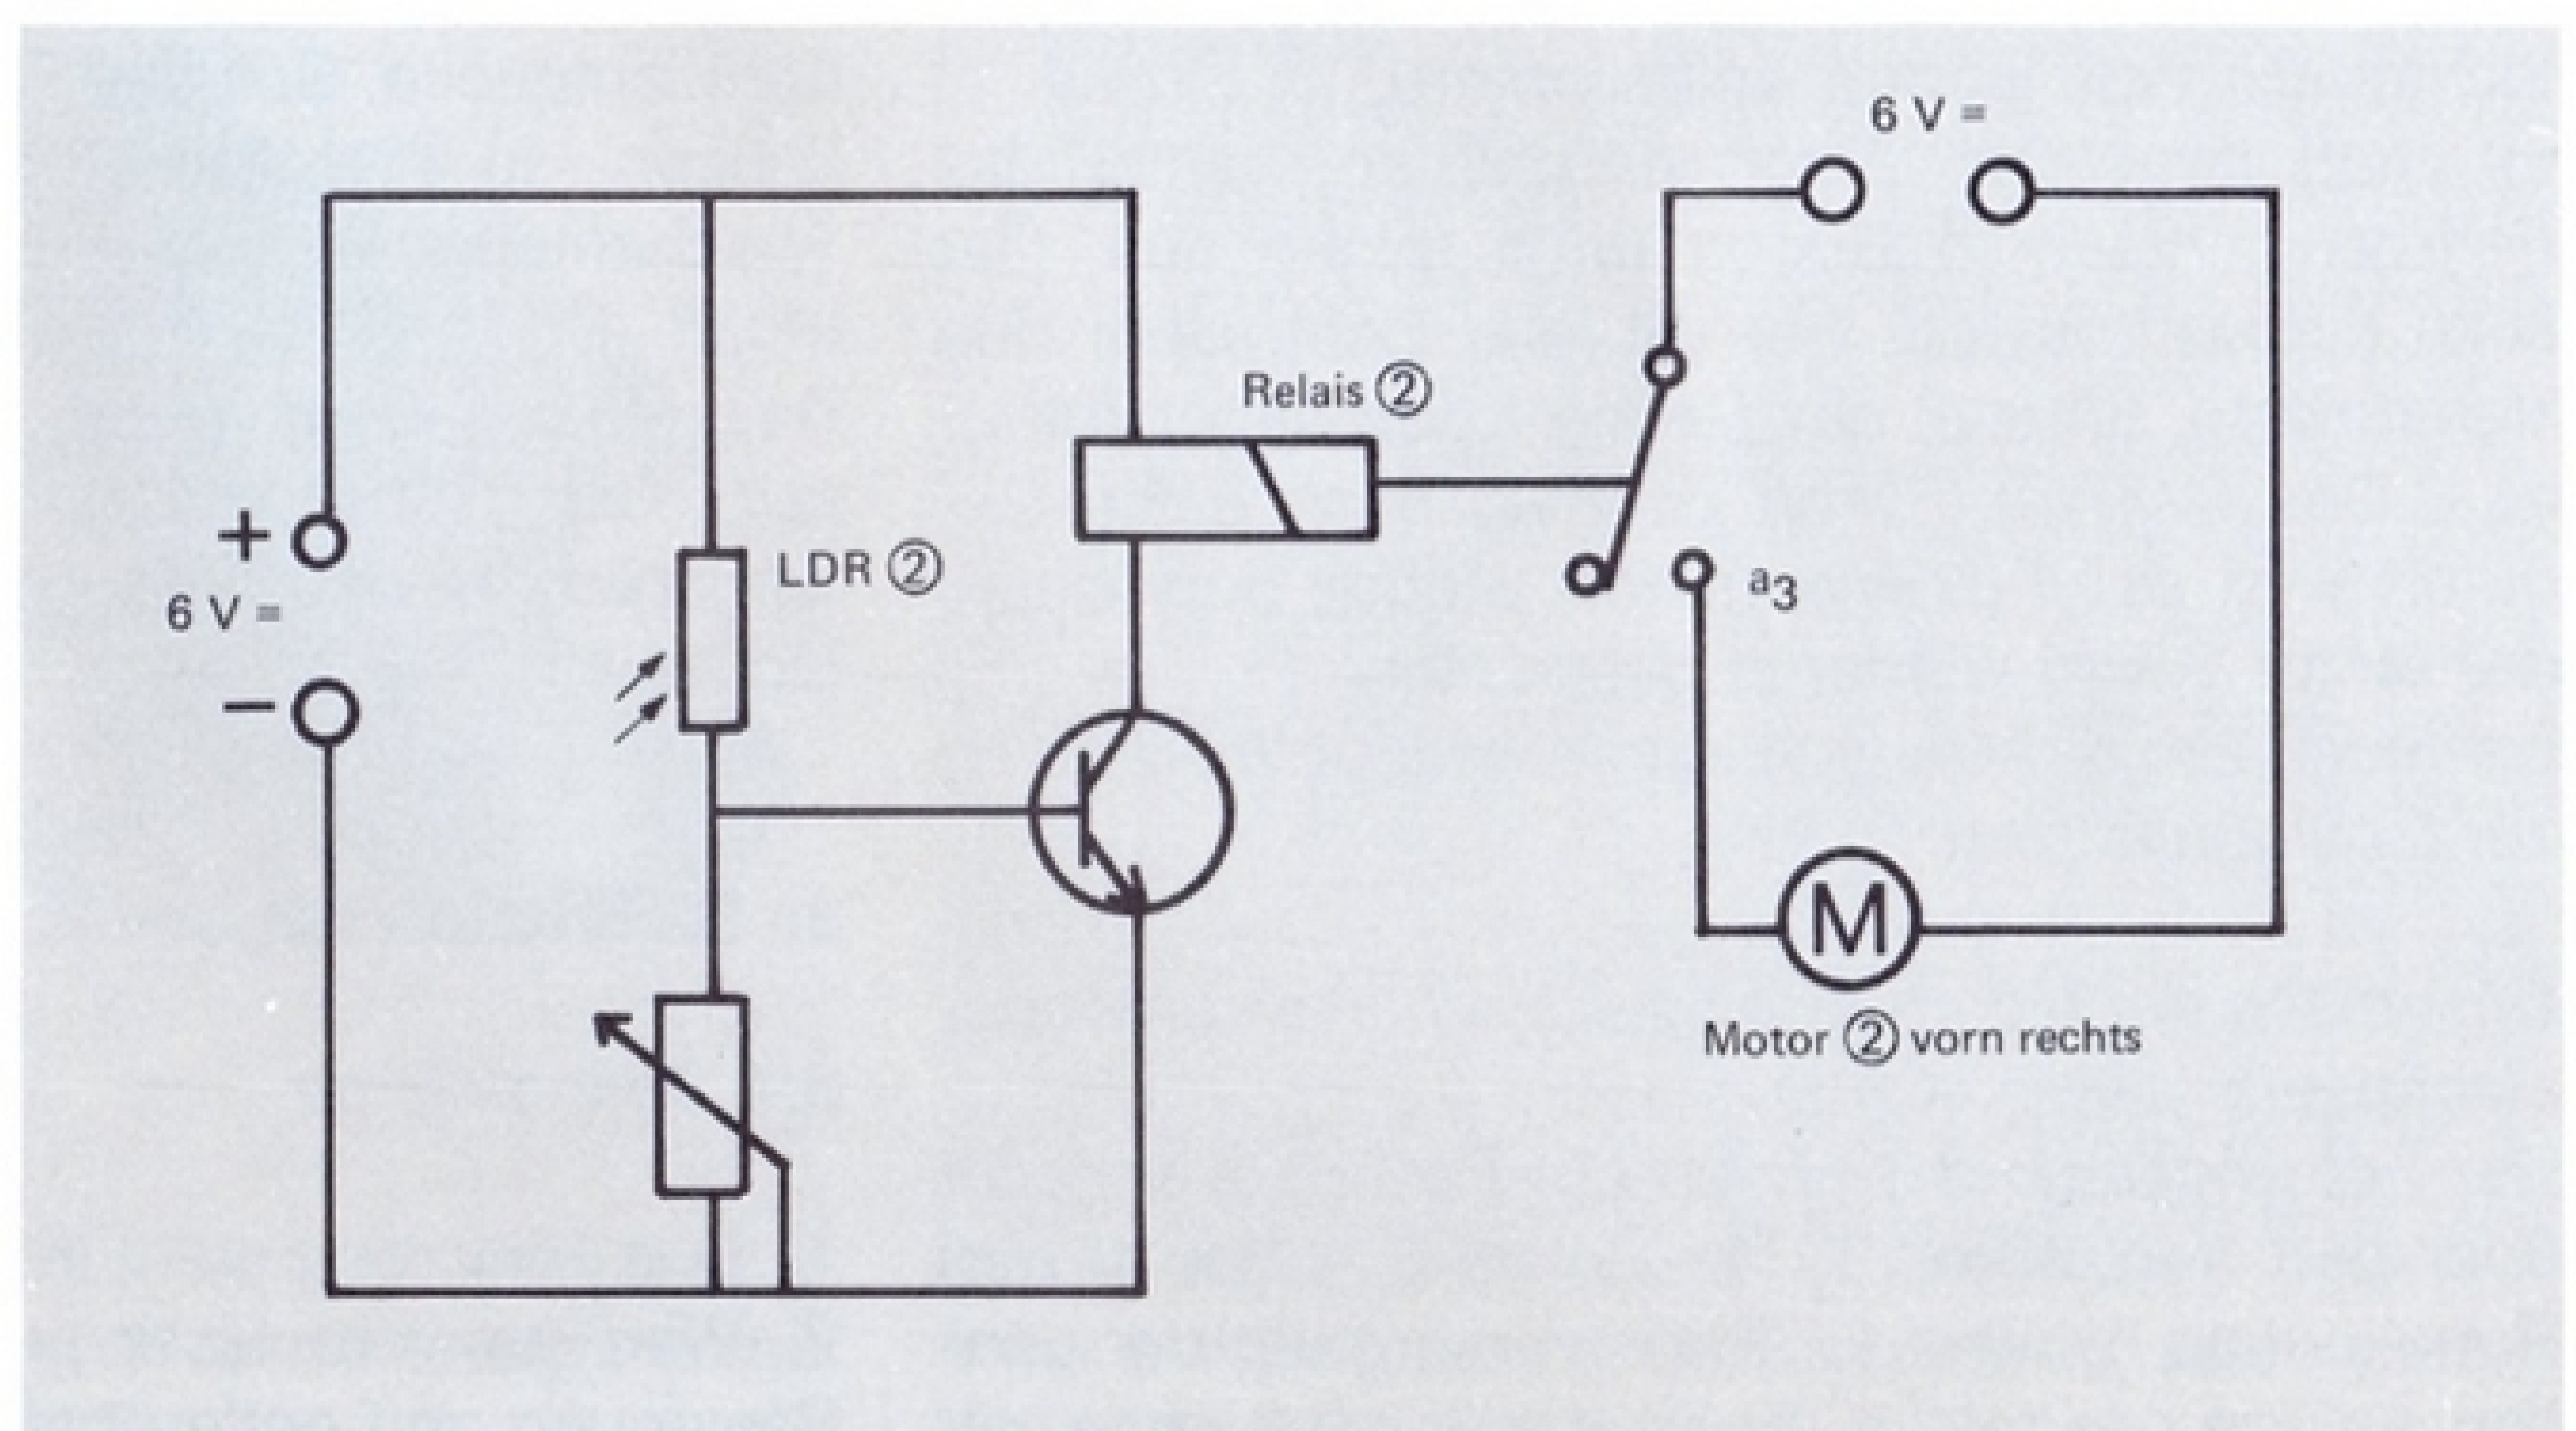 6 V =
Relais ②
+
LDR ②
6 V =
a3
−
M
Motor ② vorn rechts